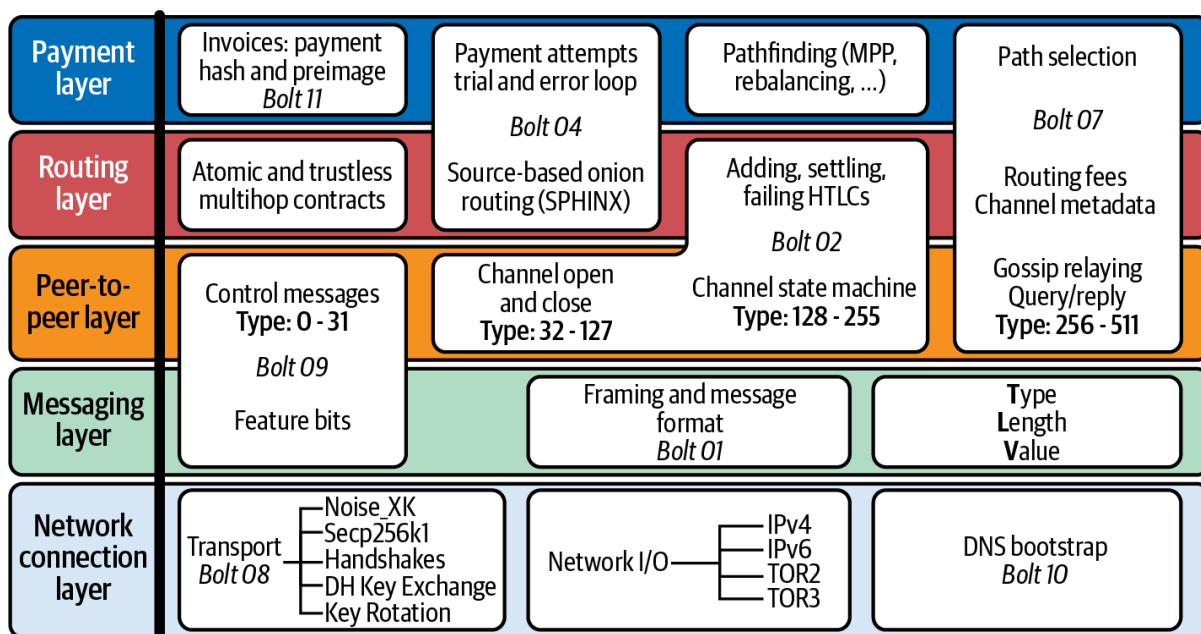 Payment
layer
Invoices: payment
hash and preimage
Bolt 11
Payment attempts
trial and error loop
Bolt 04
Source-based onion
routing (SPHINX)
Pathfinding (MPP,
rebalancing, ...)
Path selection
Bolt 07
Routing fees
Channel metadata
Gossip relaying
Query/reply
Type: 256 - 511
Routing
layer
Atomic and trustless
multihop contracts
Adding, settling,
failing HTLCs
Bolt 02
Channel state machine
Type: 128 - 255
Peer-to-
peer layer
Control messages
Type: 0 - 31
Bolt 09
Feature bits
Channel open
and close
Type: 32 - 127
Messaging
layer
Framing and message
format
Bolt 01
Type
Length
Value
Network
connection
layer
Transport
Bolt 08
Noise_XK
Secp256k1
Handshakes
DH Key Exchange
Key Rotation
Network I/O
IPv4
IPv6
TOR2
TOR3
DNS bootstrap
Bolt 10